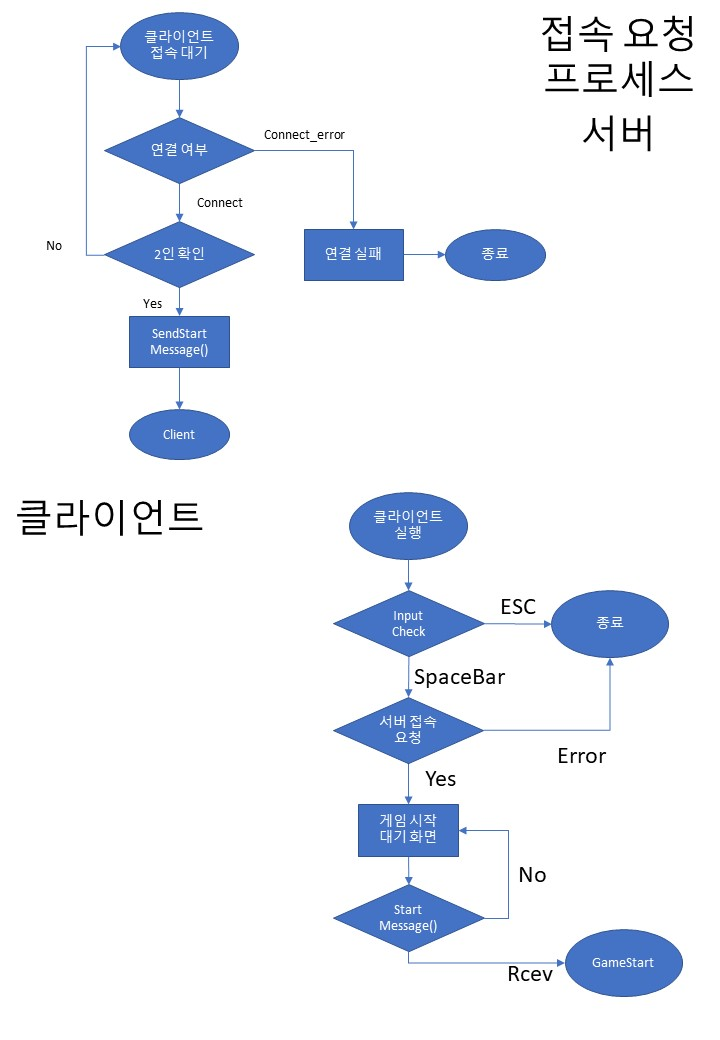 접속 요청
프로세스
서버
클라이언트
접속 대기
연결 여부
Connect_error
Connect
2인 확인
No
연결 실패
종료
Yes
SendStart
Message()
Client
클라이언트
클라이언트
실행
Input
Check
ESC
종료
SpaceBar
서버 접속
요청
Error
Yes
게임 시작
대기 화면
No
Start
Message()
Rcev
GameStart